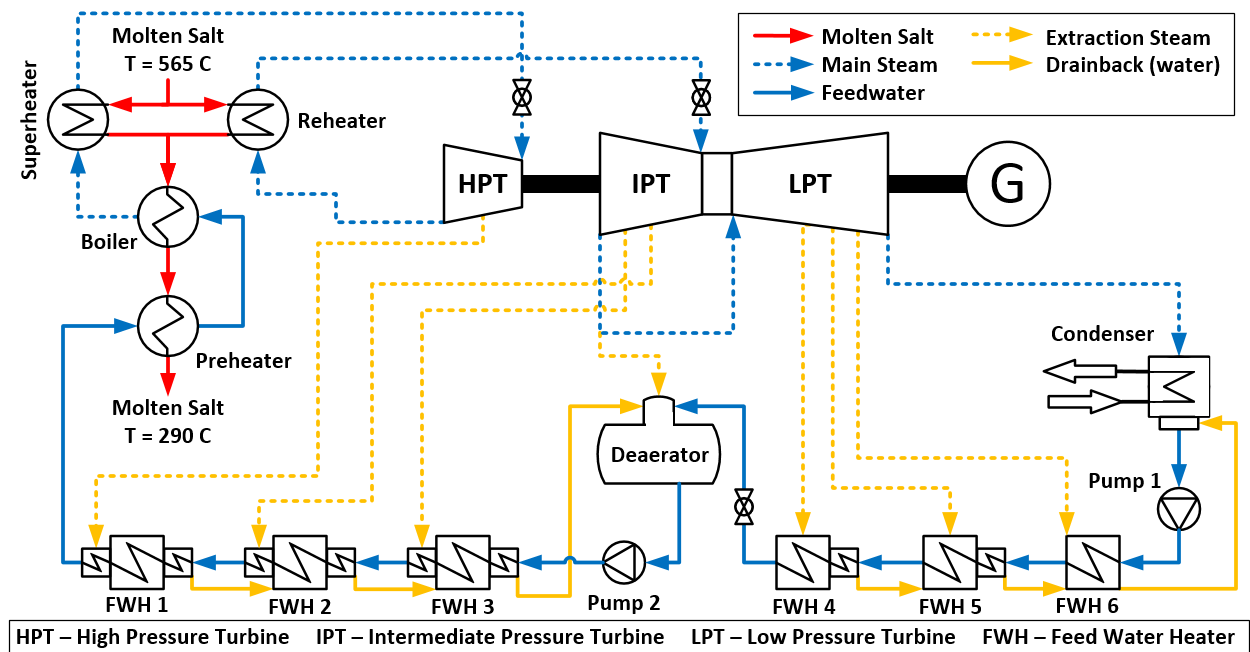 Molten Salt
T = 565 C
Superheater
Reheater
Boiler
Preheater
Molten Salt
T = 290 C
Molten Salt
Main Steam
Feedwater
Extraction Steam
Drainback (water)
HPT
IPT
LPT
G
Condenser
Deaerator
Pump 1
FWH 1
FWH 2
FWH 3
Pump 2
FWH 4
FWH 5
FWH 6
HPT – High Pressure Turbine IPT – Intermediate Pressure Turbine LPT – Low Pressure Turbine FWH – Feed Water Heater